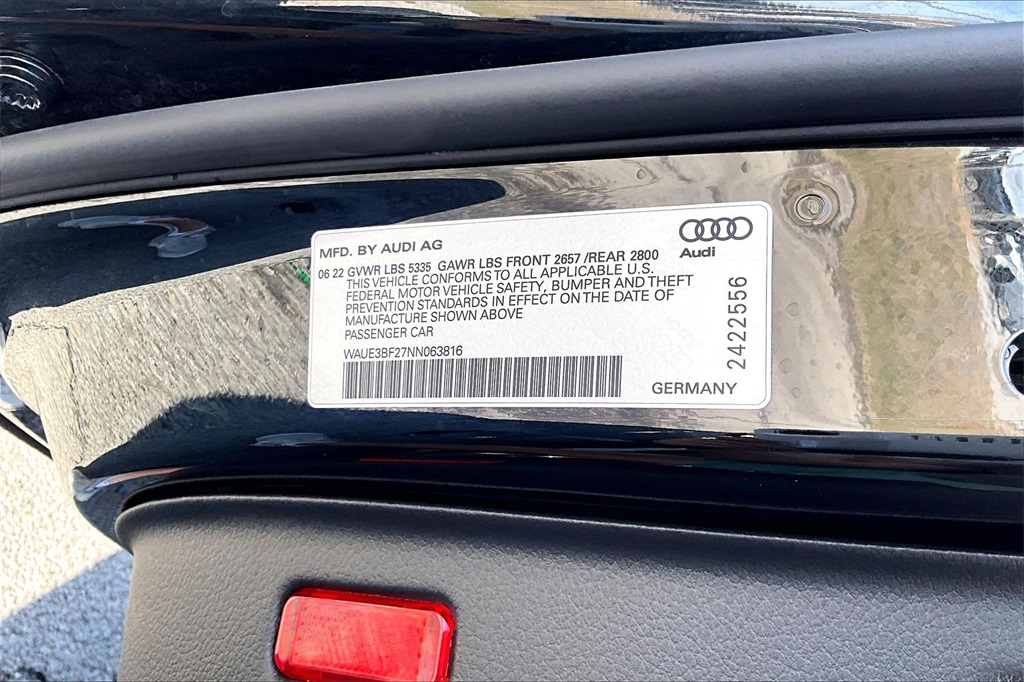 MFD. BY AUDI AG
Audi
06 22 GVWR LBS 5335 GAWR LBS FRONT 2657 /REAR 2800
THIS VEHICLE CONFORMS TO ALL APPLICABLE U.S.
FEDERAL MOTOR VEHICLE SAFETY, BUMPER AND THEFT
PREVENTION STANDARDS IN EFFECT ON THE DATE OF
MANUFACTURE SHOWN ABOVE
PASSENGER CAR
WAUE3BF27NN063816
GERMANY
2422556